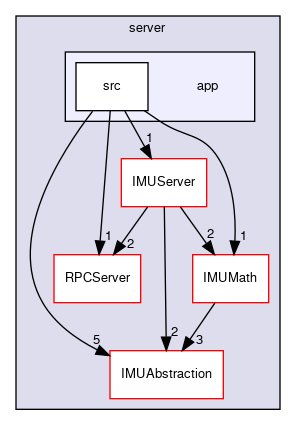 server
src
app
1
IMUServer
1
2
2
1
RPCServer
IMUMath
5
2
3
IMUAbstraction